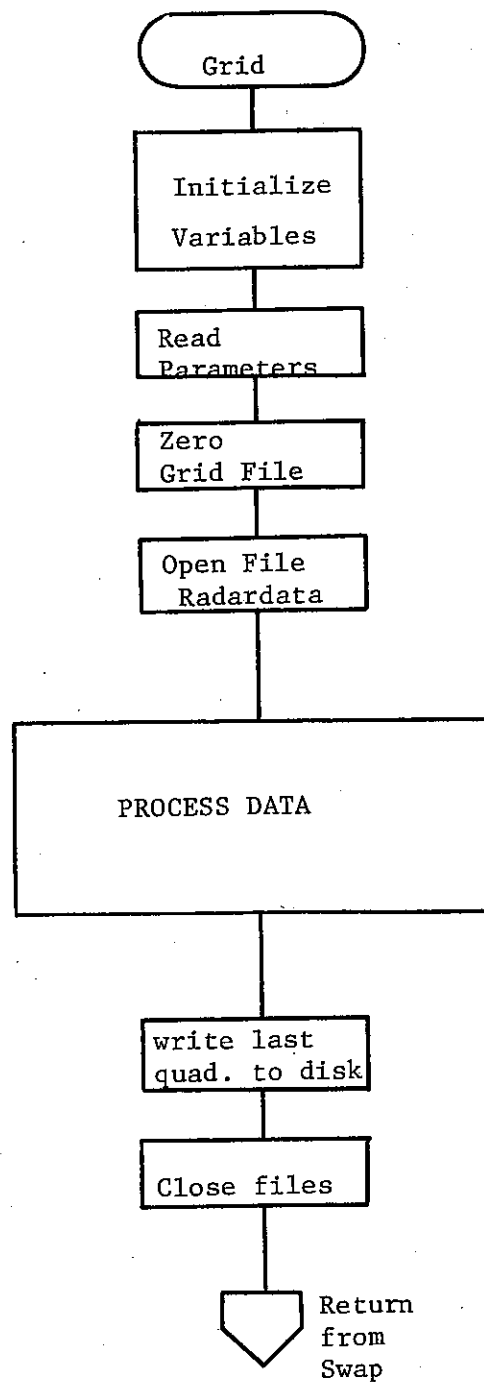 Grid
Initialize
Variables
Read
Parameters
Zero
Grid File
Open File
Radardata
PROCESS DATA
write last
quad. to disk
Close files
Return
from
Swap